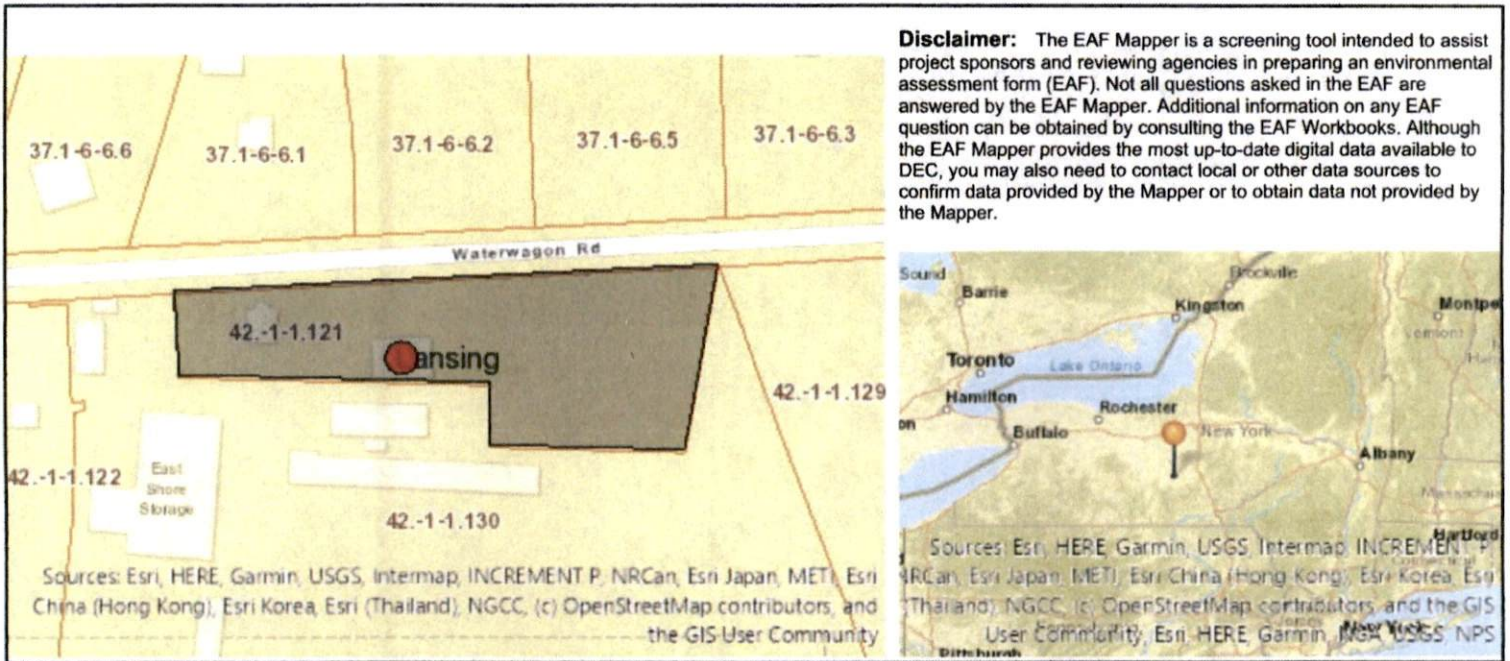 Disclaimer: The EAF Mapper is a screening tool intended to assist
project sponsors and reviewing agencies in preparing an environmental
assessment form (EAF). Not all questions asked in the EAF are
answered by the EAF Mapper. Additional information on any EAF
question can be obtained by consulting the EAF Workbooks. Although
the EAF Mapper provides the most up-to-date digital data available to
DEC, you may also need to contact local or other data sources to
confirm data provided by the Mapper or to obtain data not provided by
the Mapper.
37.1-6-6.6
37.1-6-6.1
37.1-6-6.2
37.1-6-6.5
37.1-6-6.3
Waterwagon Rd
42.-1-1.121
ansing
42.-1-1.129
42.-1-1.122
East
Shore
Storage
42.-1-1.130
Sources: Esri, HERE, Garmin, USGS, Intermap, INCREMENT P, NRCan, Esri Japan, METI, Esri
China (Hong Kong), Esri Korea, Esri (Thailand), NGCC, (c) OpenStreetMap contributors, and
the GIS User Community
Sound
Barrie
Brockville
Kingston
Montpe
Vermont
Toronto
Lake Ontario
Hamilton
Rochester
on
Buffalo
New York
Albany
Hartford
Sources: Esri, HERE, Garmin, USGS, Intermap, INCREMENT P,
NRCan, Esri Japan, METI, Esri China (Hong Kong), Esri Korea, Esri
(Thailand), NGCC, (c) OpenStreetMap contributors, and the GIS
User Community, Esri, HERE, Garmin, NGA, USGS, NPS
New York
Pittsburgh